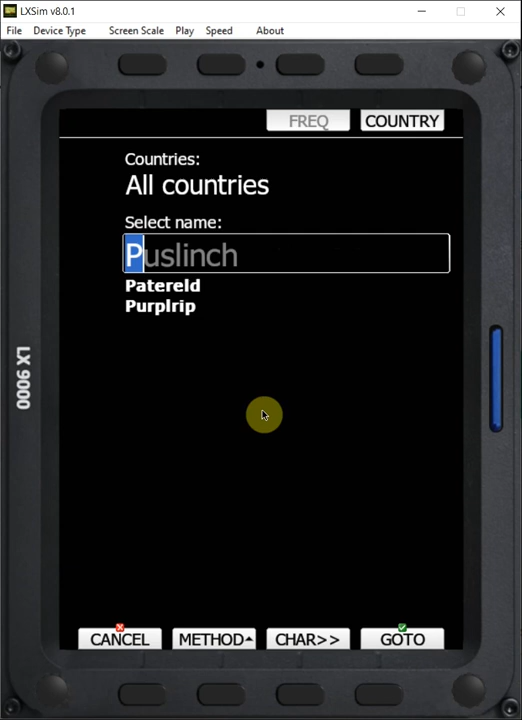 LXSim v8.0.1
File Device Type Screen Scale Play Speed About
FREQ COUNTRY
Countries:
All countries
Select name:
Puslinch
Patereld
Purplrip
LX 9000
CANCEL METHOD CHAR>> GOTO